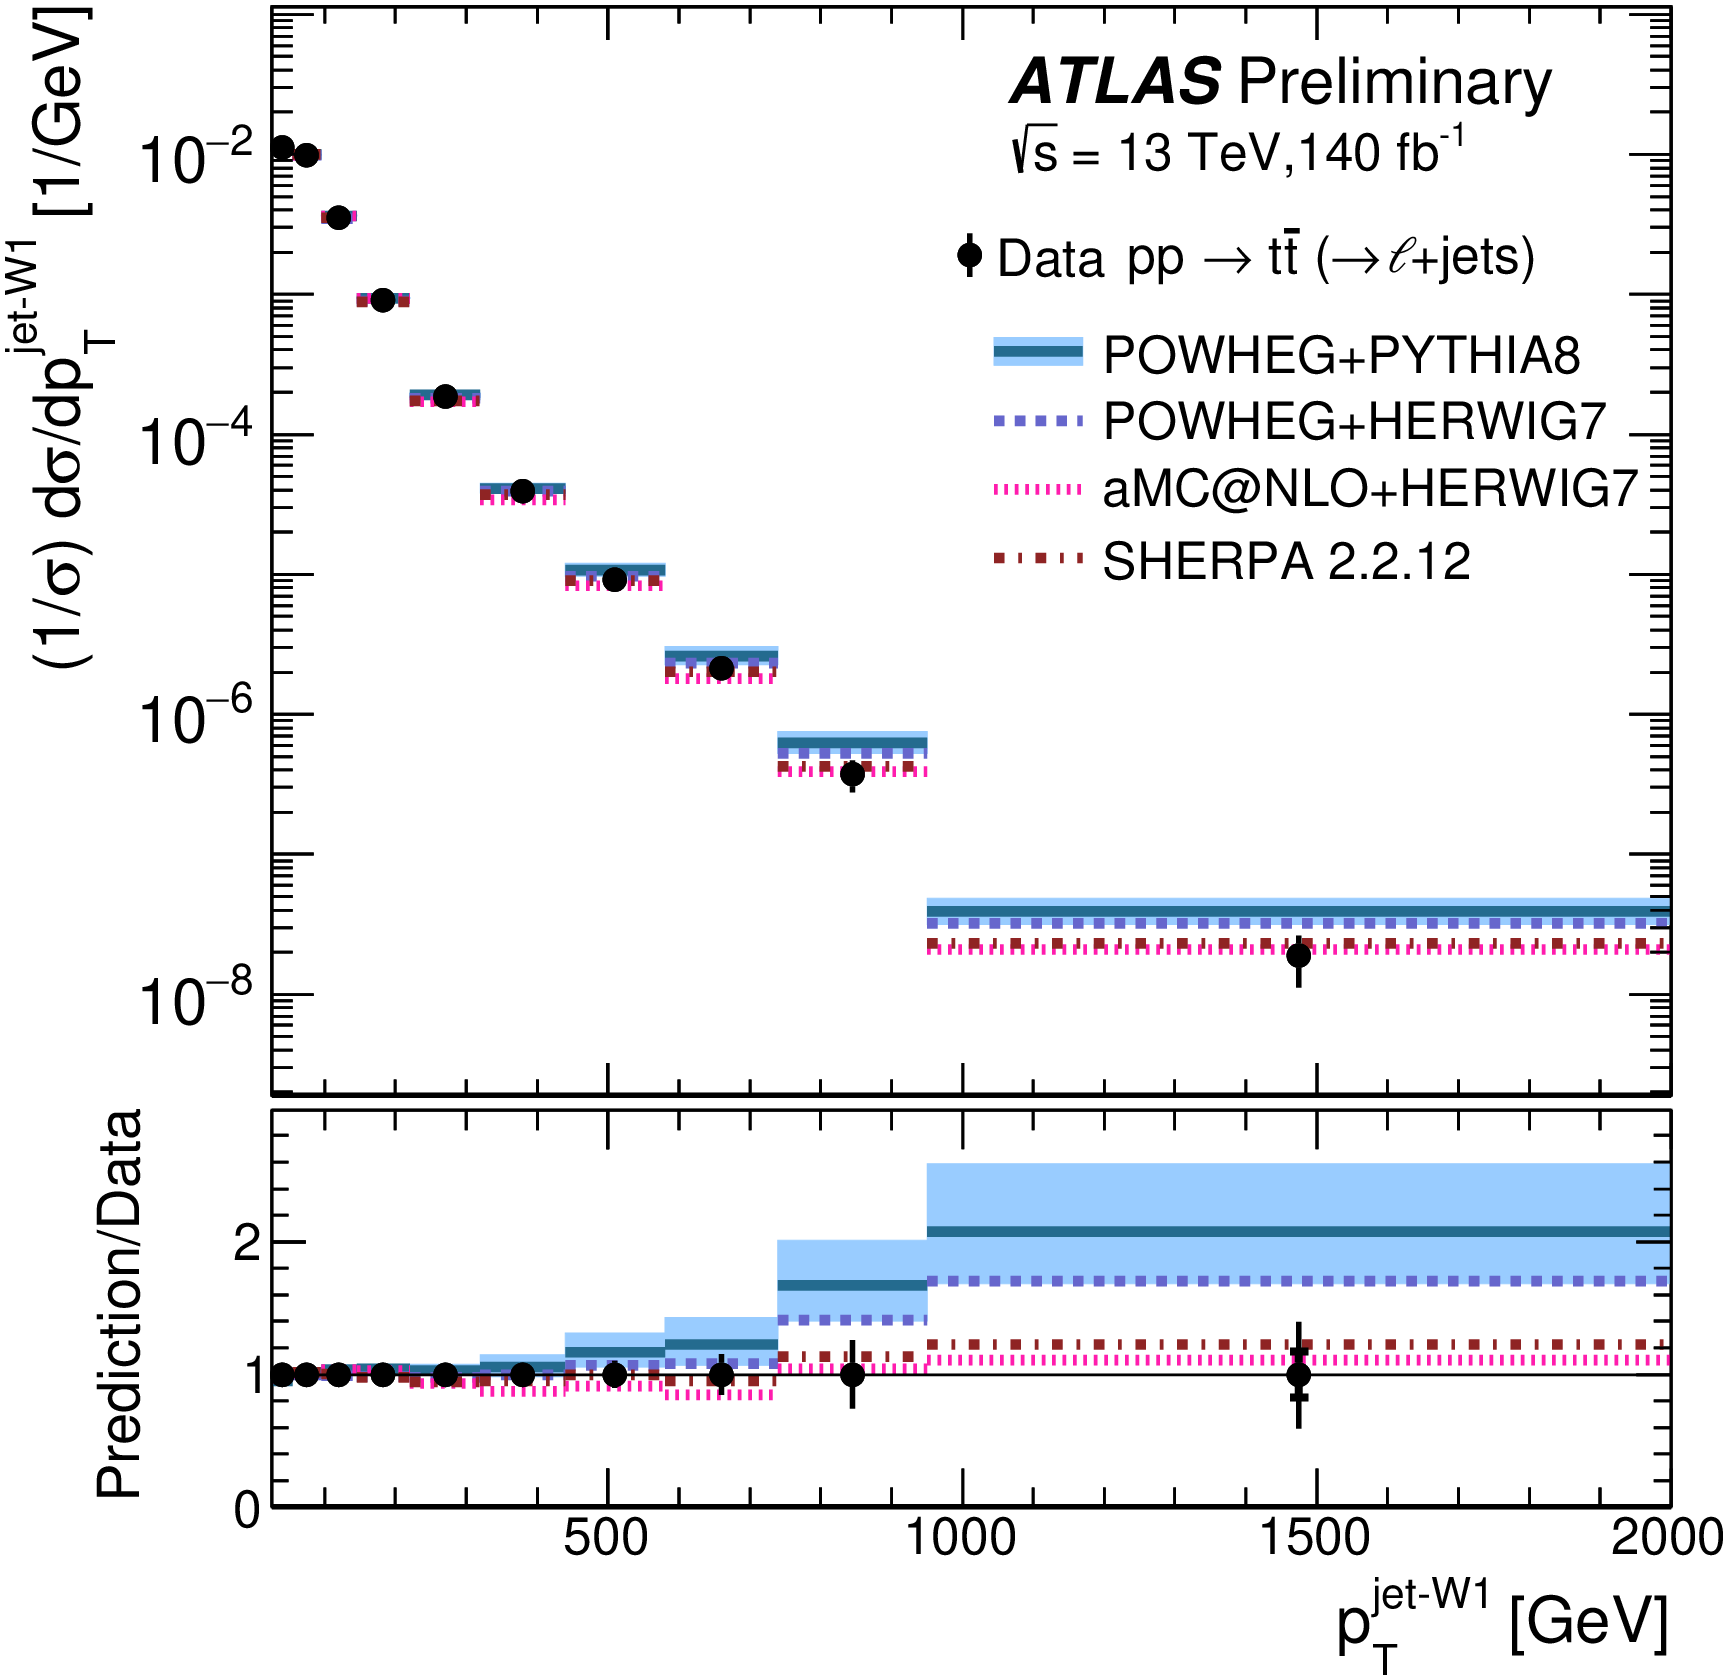 ATLAS Preliminary
√s = 13 TeV,140 fb⁻¹
Data pp → tt̄ (→ℓ+jets)
POWHEG+PYTHIA8
POWHEG+HERWIG7
aMC@NLO+HERWIG7
SHERPA 2.2.12
(1/σ) dσ/dp_T^jet-W1 [1/GeV]
10⁻²
10⁻⁴
10⁻⁶
10⁻⁸
Prediction/Data
2
1
0
500 1000 1500 2000
p_T^jet-W1 [GeV]